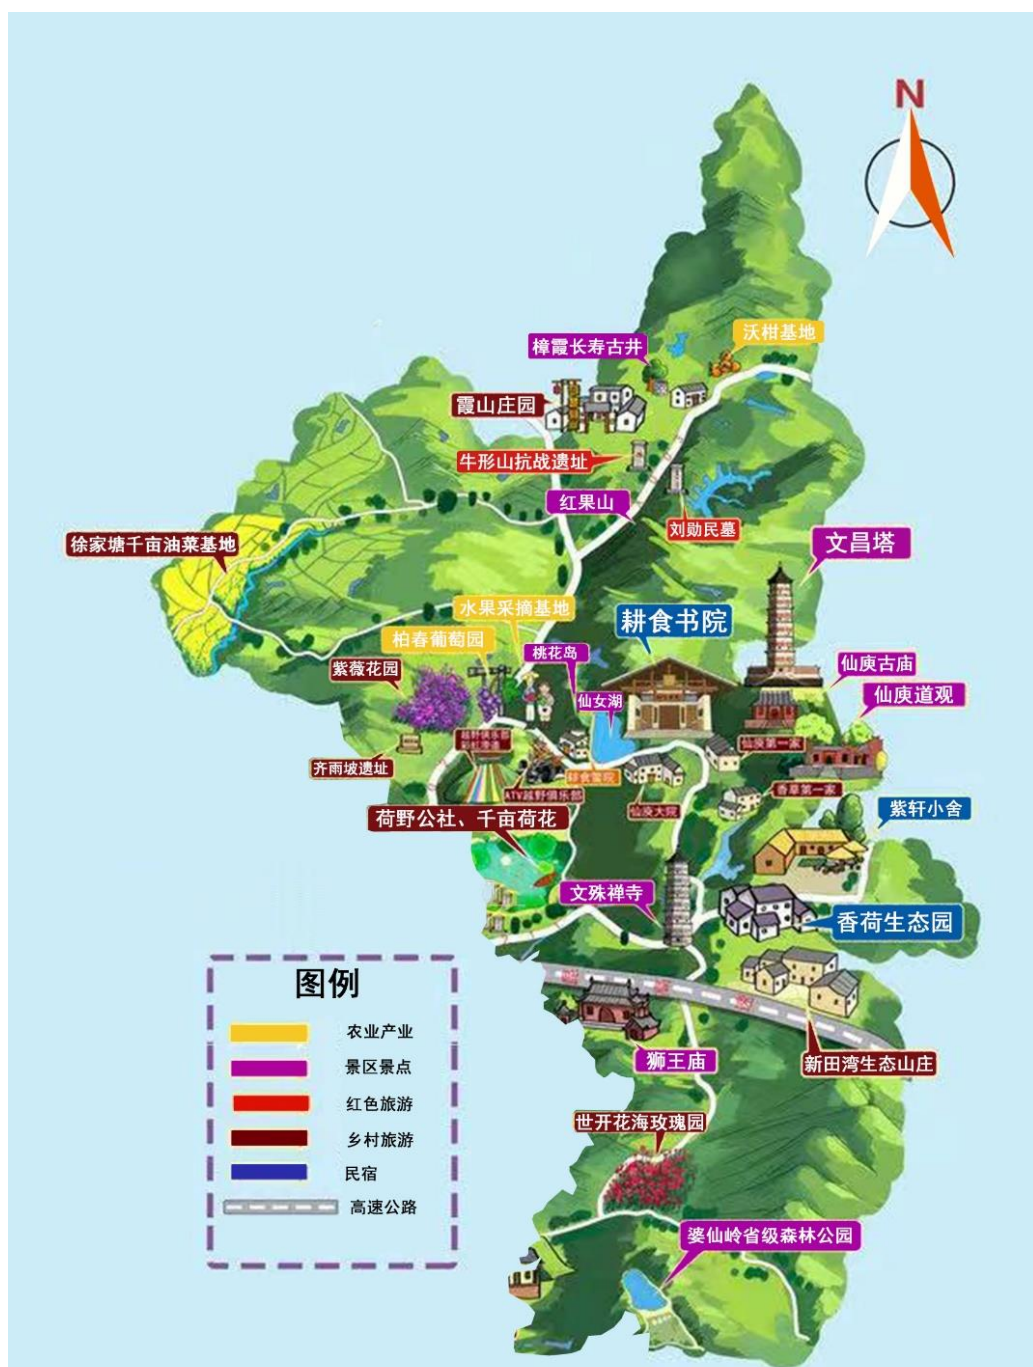 N
沃柑基地
樟霞长寿古井
霞山庄园
牛形山抗战遗址
红果山
刘勋民墓
文昌塔
徐家塘千亩油菜基地
水果采摘基地
耕食书院
柏春葡萄园
桃花岛
仙庾古庙
紫薇花园
仙女湖
仙庾道观
越野俱乐部
仙庾第一家
齐雨坡遗址
ATV越野俱乐部
仙庾大院
香草第一家
荷野公社、千亩荷花
紫轩小舍
文殊禅寺
香荷生态园
狮王庙
新田湾生态山庄
世开花海玫瑰园
婆仙岭省级森林公园
图例
农业产业
景区景点
红色旅游
乡村旅游
民宿
高速公路